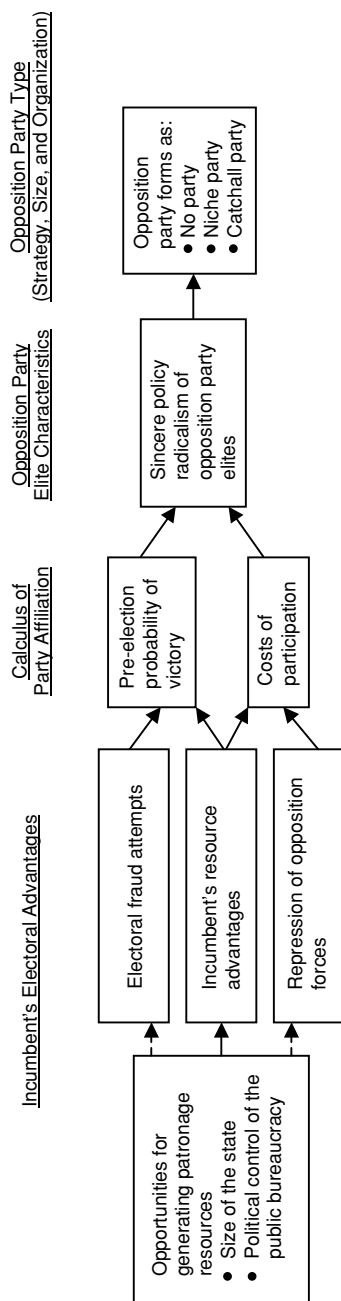 Incumbent's Electoral Advantages
Calculus of
Party Affiliation
Opposition Party
Elite Characteristics
Opposition Party Type
(Strategy, Size, and Organization)
Opportunities for
generating patronage
resources
● Size of the state
● Political control of the
public bureaucracy
Electoral fraud attempts
Incumbent's resource
advantages
Repression of opposition
forces
Pre-election
probability of
victory
Costs of
participation
Sincere policy
radicalism of
opposition party
elites
Opposition
party forms as:
● No party
● Niche party
● Catchall party